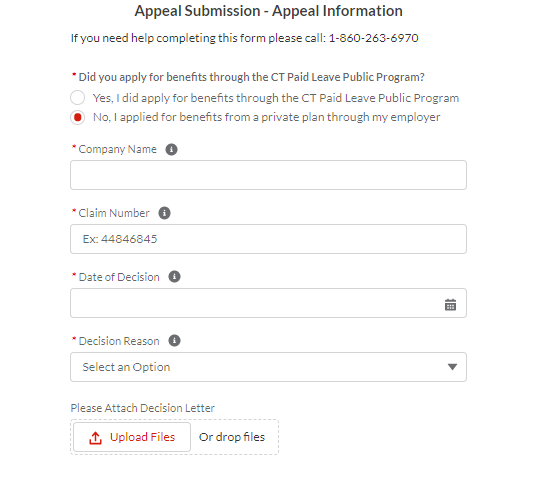 Appeal Submission - Appeal Information
If you need help completing this form please call: 1-860-263-6970
* Did you apply for benefits through the CT Paid Leave Public Program?
Yes, I did apply for benefits through the CT Paid Leave Public Program
No, I applied for benefits from a private plan through my employer
* Company Name
* Claim Number
Ex: 44846845
* Date of Decision
* Decision Reason
Select an Option
Please Attach Decision Letter
Upload Files Or drop files